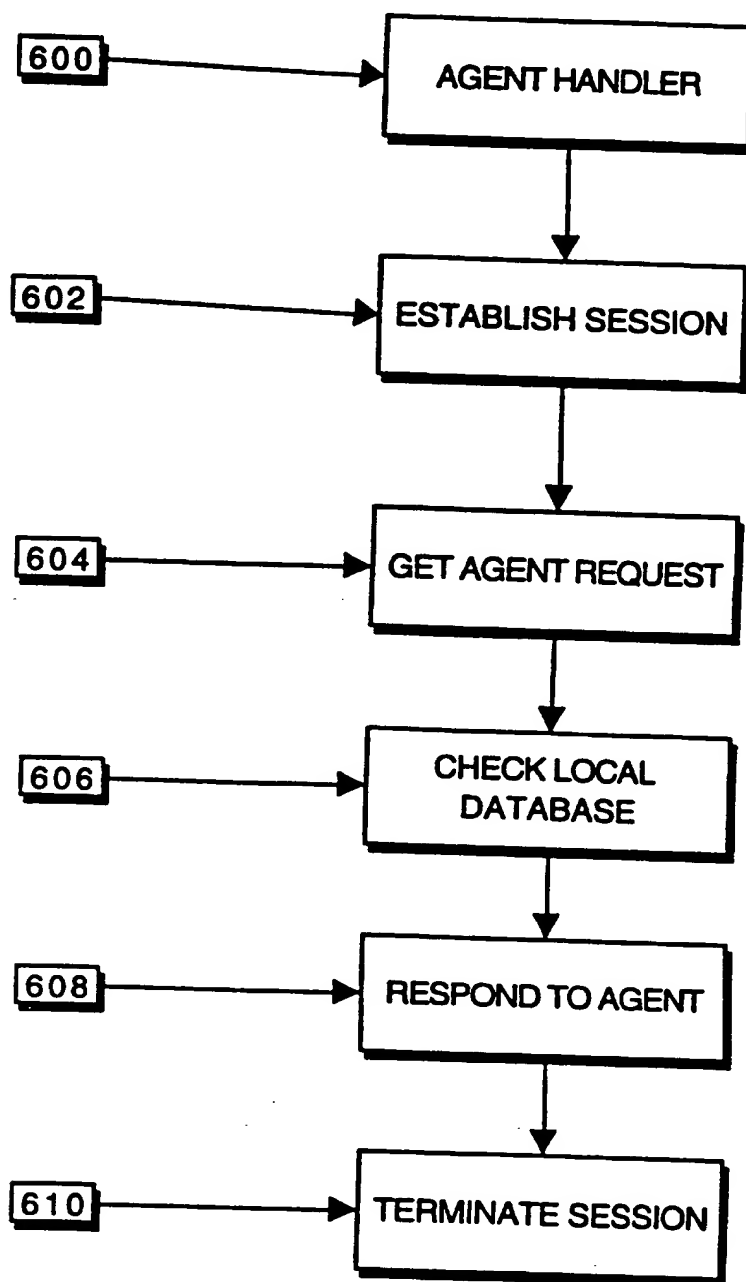 600
AGENT HANDLER
602
ESTABLISH SESSION
604
GET AGENT REQUEST
606
CHECK LOCAL
DATABASE
608
RESPOND TO AGENT
610
TERMINATE SESSION